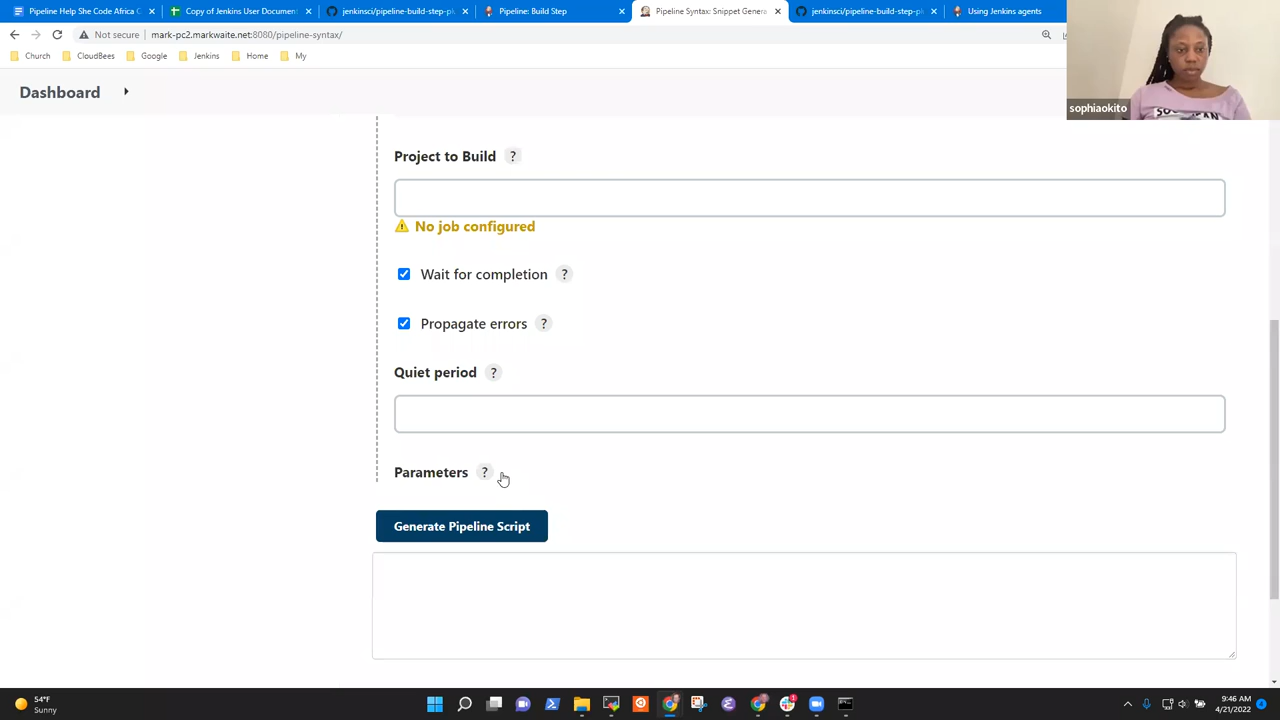 Pipeline Help She Code Africa C
Copy of Jenkins User Document
jenkinsci/pipeline-build-step-plu
Pipeline: Build Step
Pipeline Syntax: Snippet Genera
jenkinsci/pipeline-build-step-pl
Using Jenkins agents
Not secure
mark-pc2.markwaite.net:8080/pipeline-syntax/
Church
CloudBees
Google
Jenkins
Home
My
sophiaokito
Dashboard
Project to Build ?
No job configured
Wait for completion ?
Propagate errors ?
Quiet period ?
Parameters ?
Generate Pipeline Script
54°F
Sunny
9:46 AM
4/21/2022